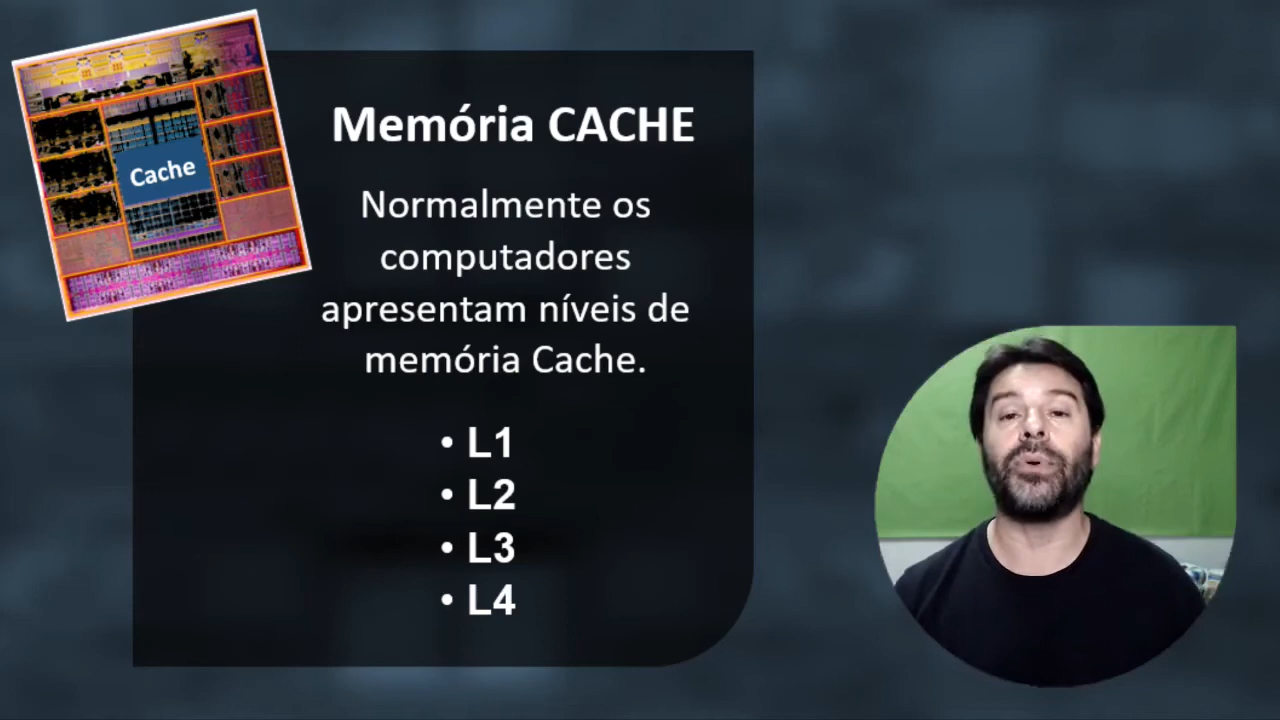 Cache
Memória CACHE
Normalmente os
computadores
apresentam níveis de
memória Cache.
• L1
• L2
• L3
• L4